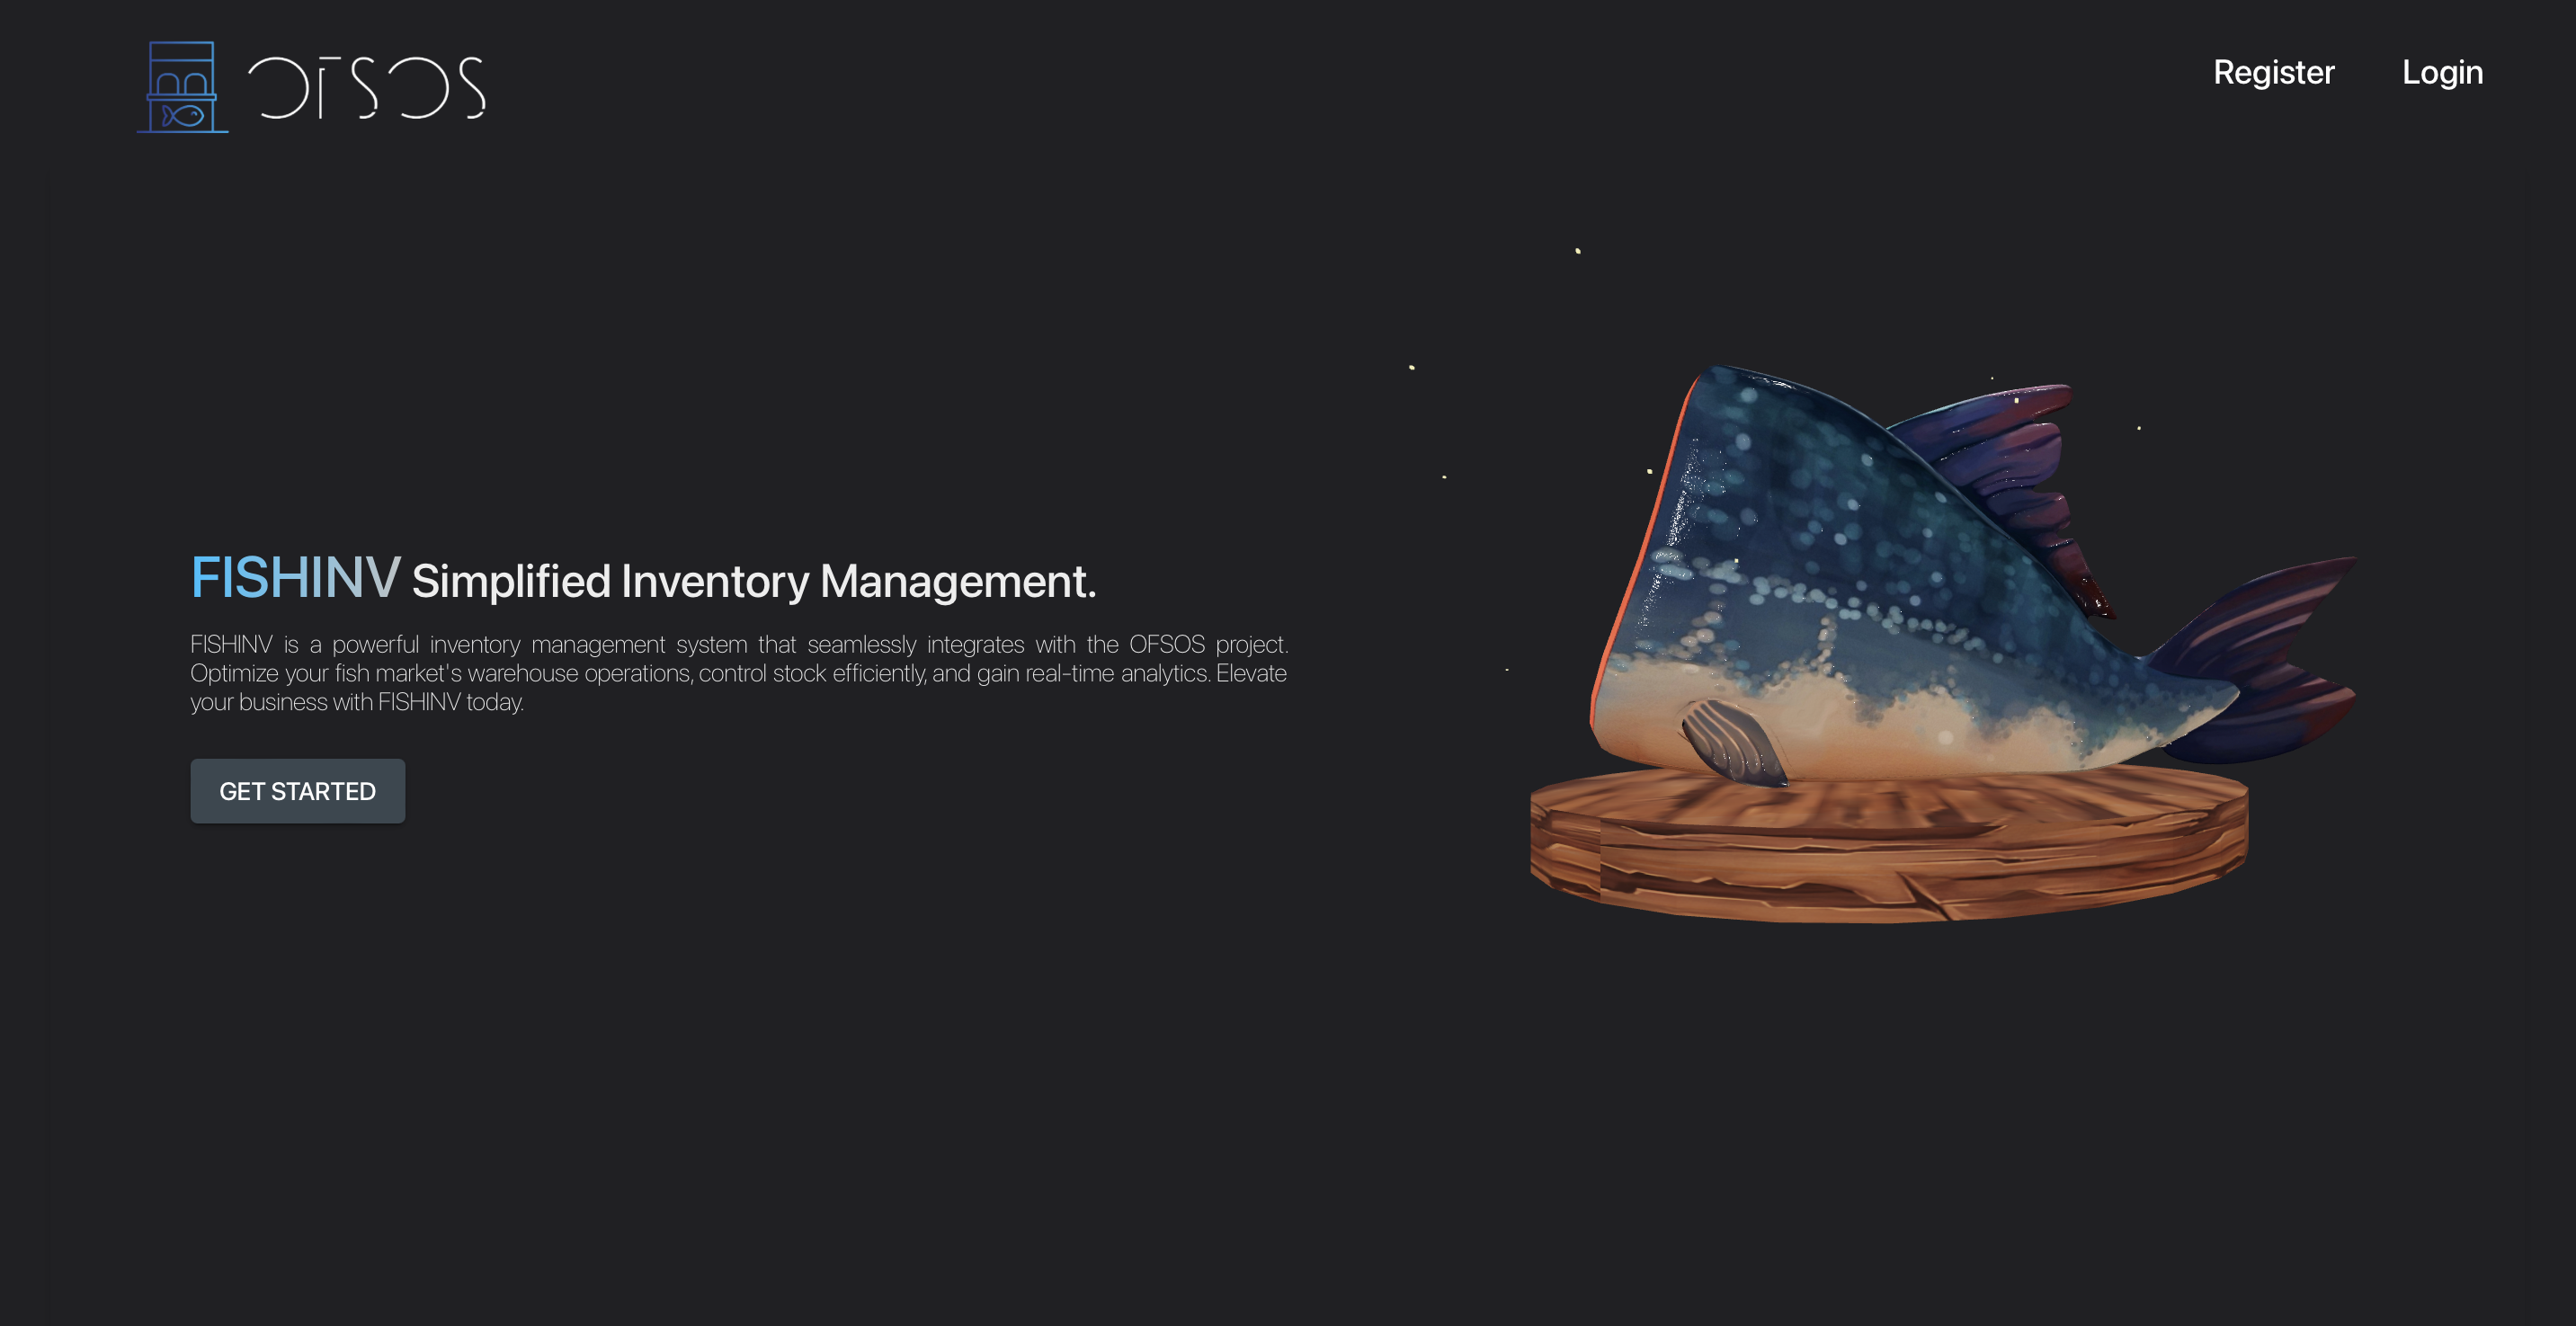 OFSOS
Register
Login
FISHINV Simplified Inventory Management.
FISHINV is a powerful inventory management system that seamlessly integrates with the OFSOS project.
Optimize your fish market's warehouse operations, control stock efficiently, and gain real-time analytics. Elevate
your business with FISHINV today.
GET STARTED